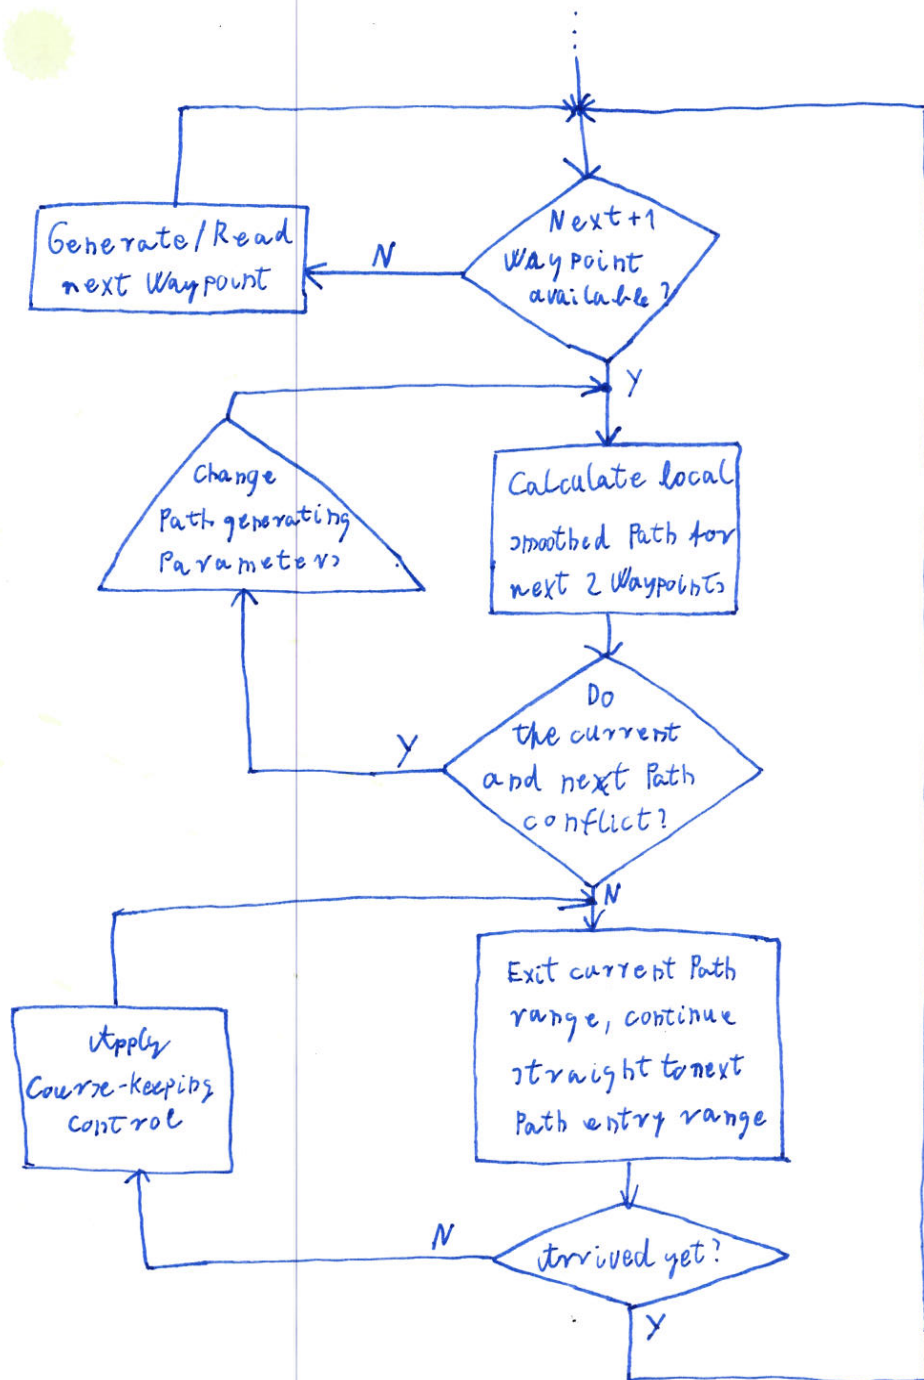 Next+1
Waypoint
available?
N
Generate/Read
next Waypoint
Y
Calculate local
smoothed Path for
next 2 Waypoints
Change
Path generating
Parameters
Do
the current
and next Path
conflict?
Y
N
Exit current Path
range, continue
straight to next
Path entry range
Apply
Course-keeping
control
Arrived yet?
N
Y